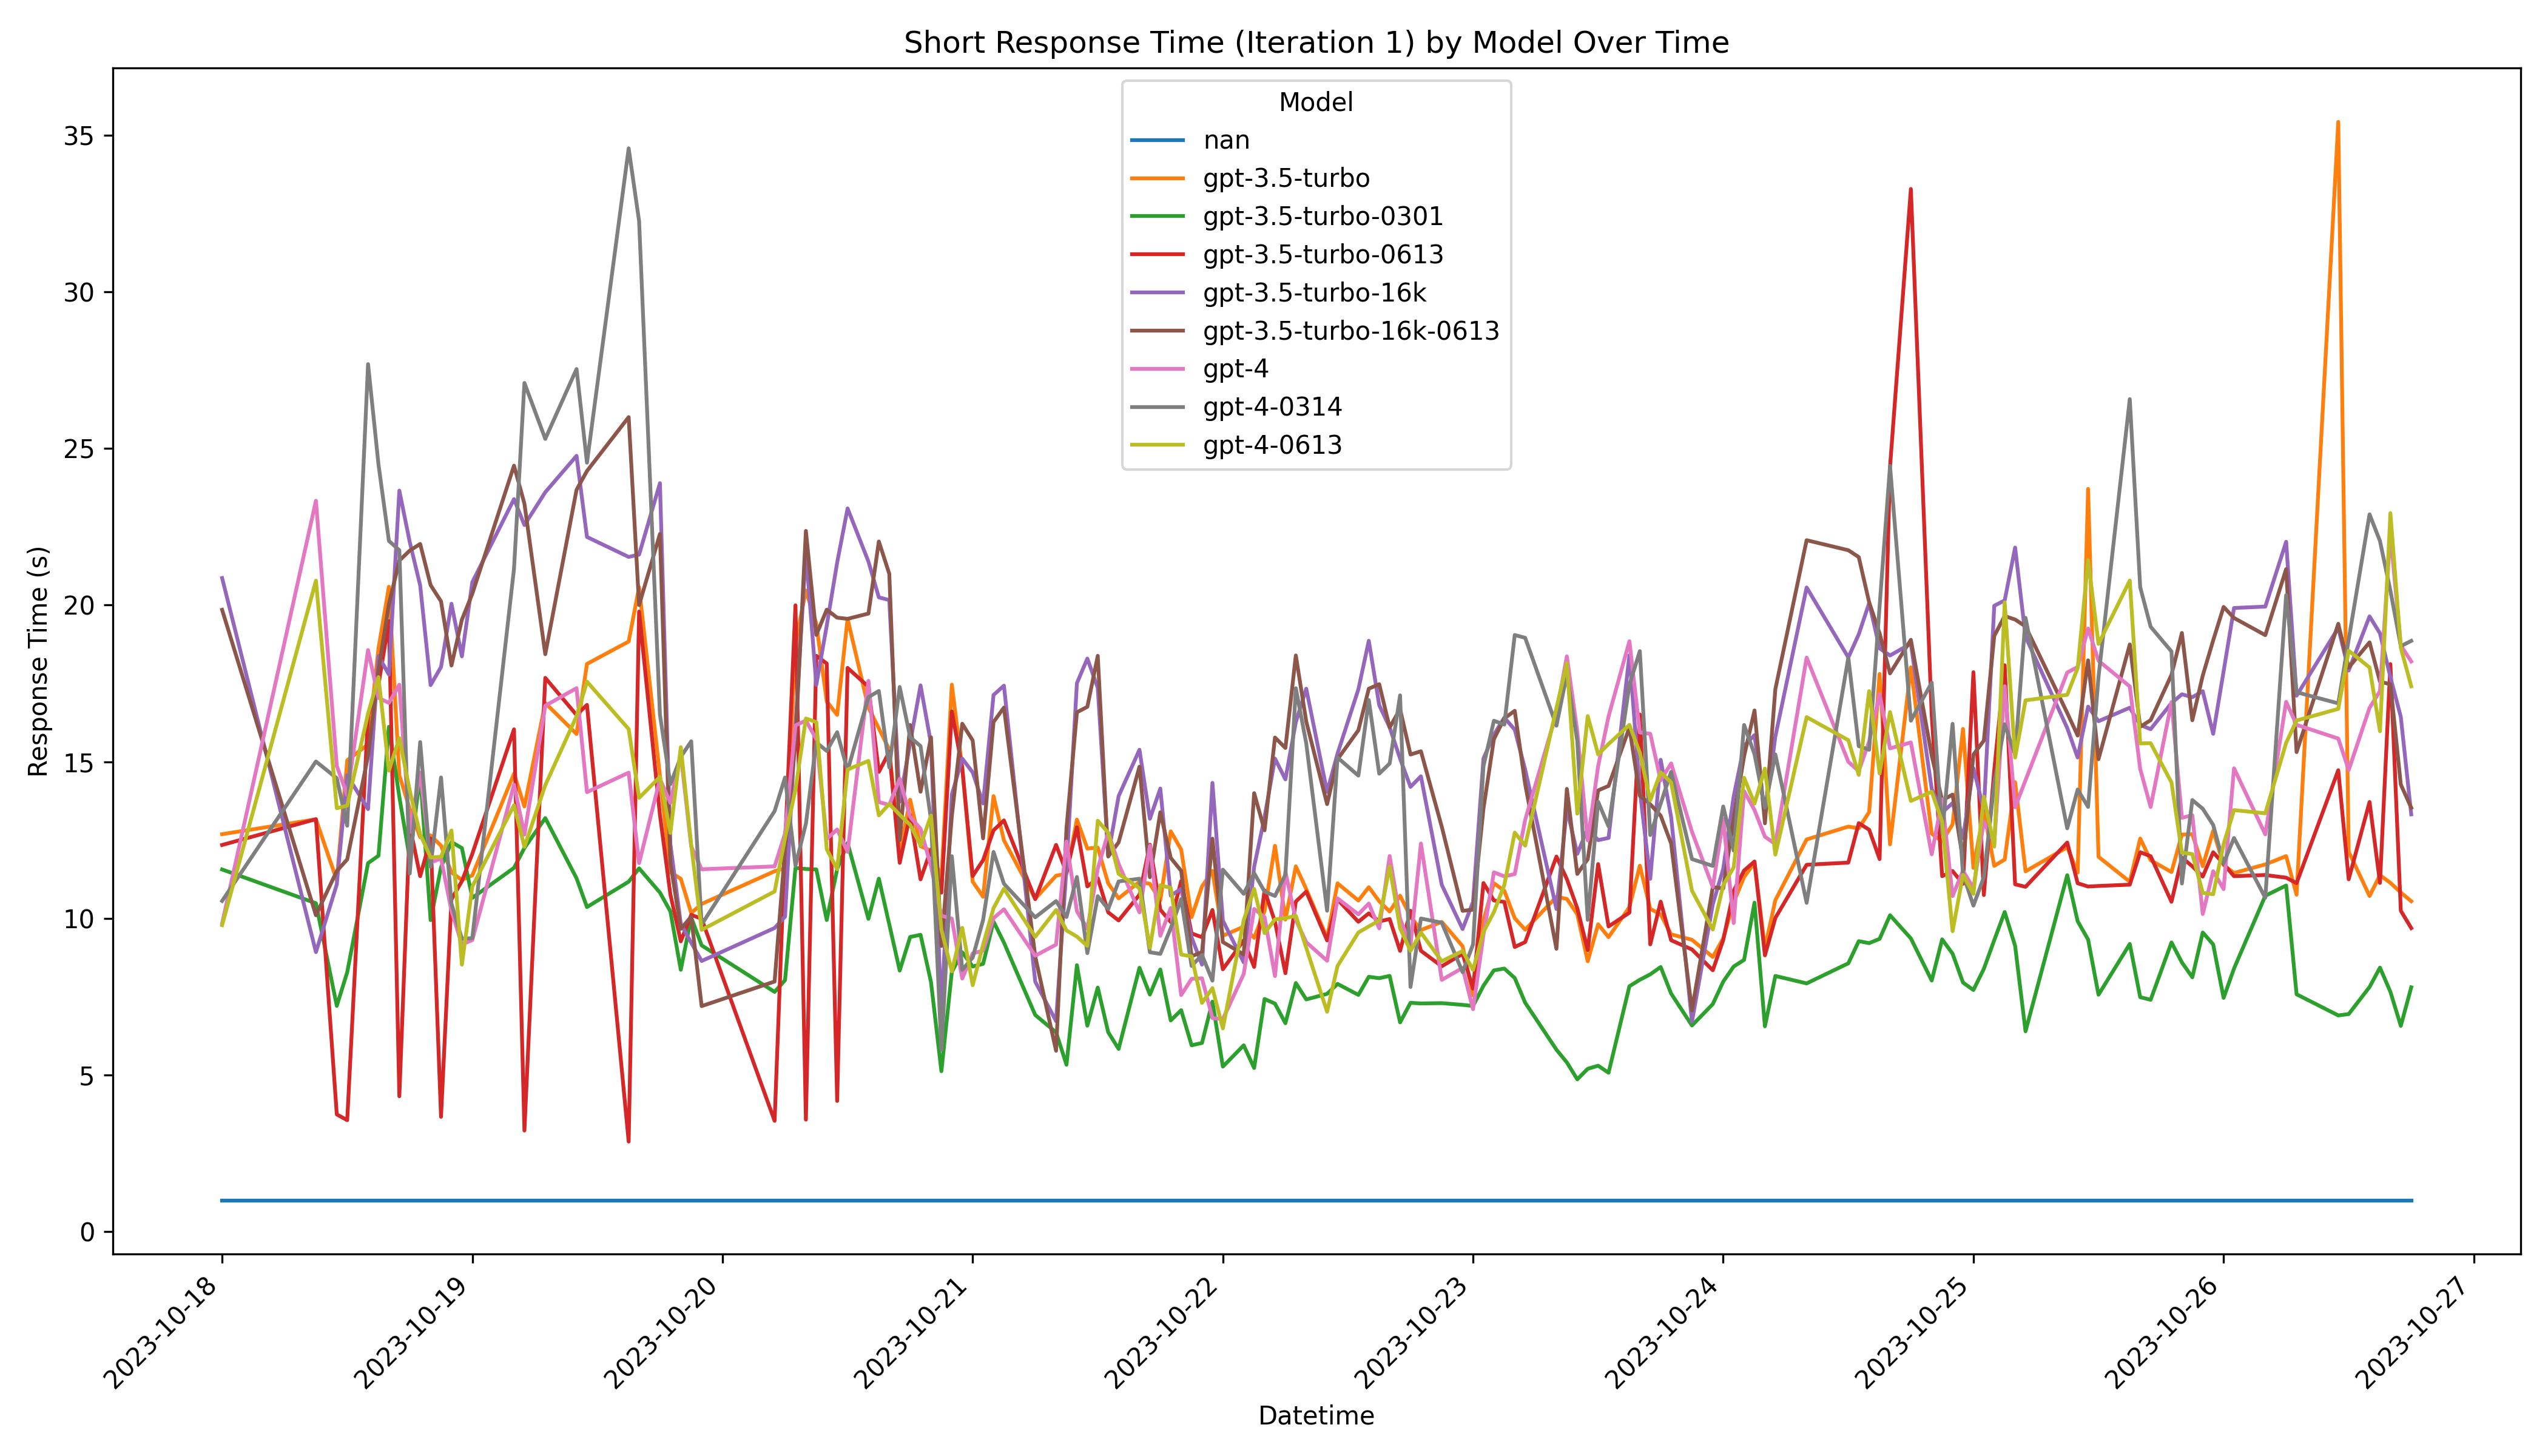 Short Response Time (Iteration 1) by Model Over Time
Model
nan
gpt-3.5-turbo
gpt-3.5-turbo-0301
gpt-3.5-turbo-0613
gpt-3.5-turbo-16k
gpt-3.5-turbo-16k-0613
gpt-4
gpt-4-0314
gpt-4-0613
Response Time (s)
35
30
25
20
15
10
5
0
2023-10-18
2023-10-19
2023-10-20
2023-10-21
2023-10-22
2023-10-23
2023-10-24
2023-10-25
2023-10-26
2023-10-27
Datetime